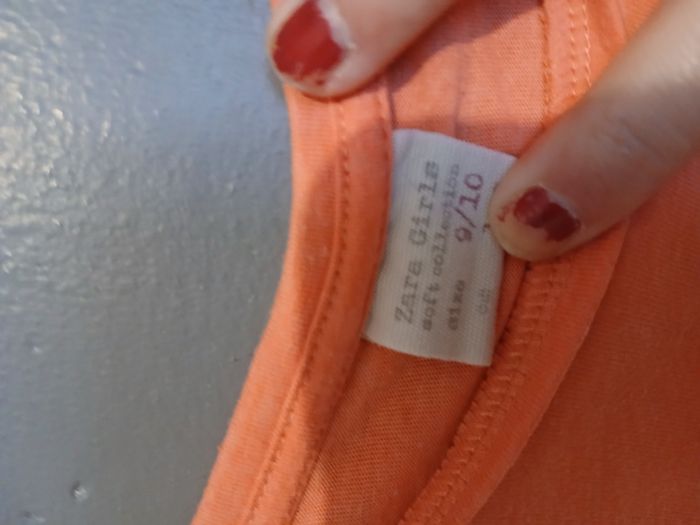 Zara Girls
soft collection
size 9/10